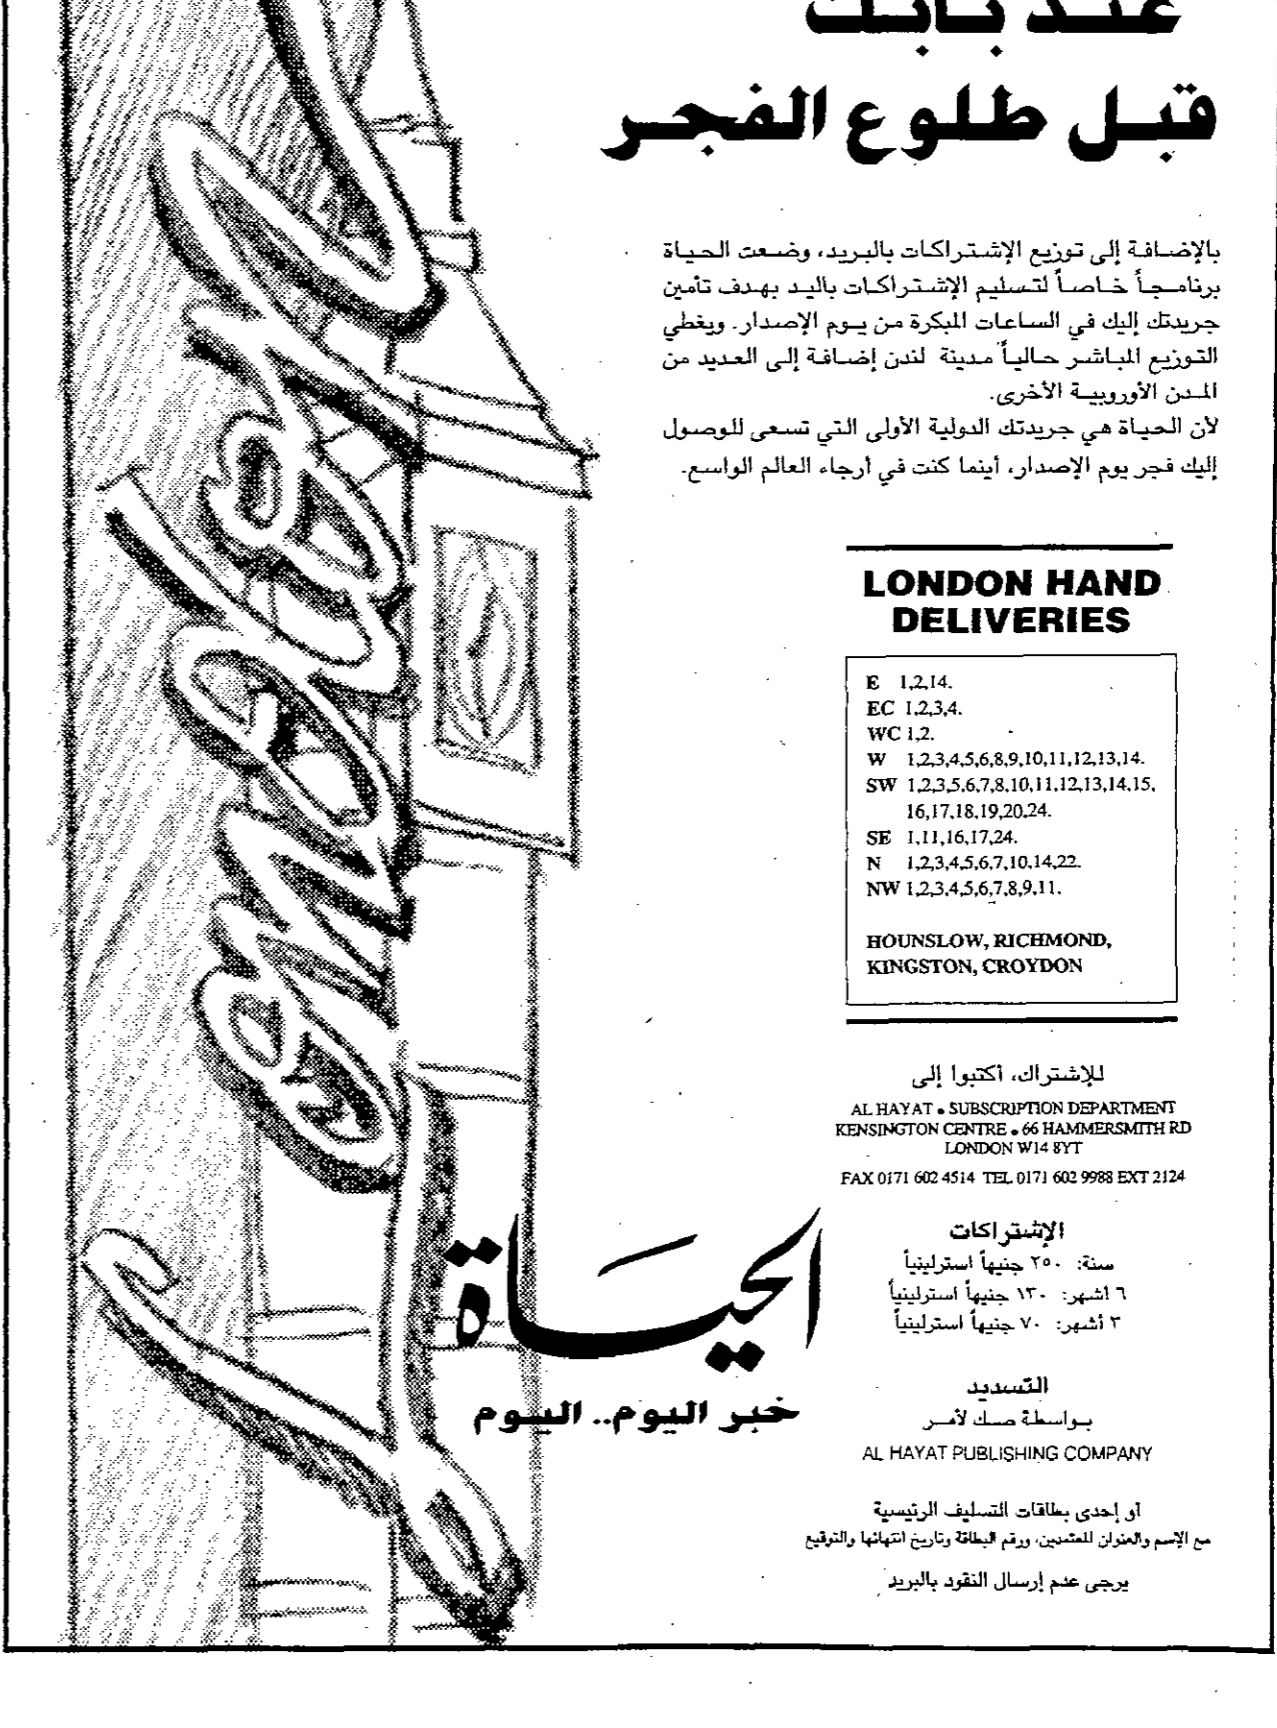 عند بابك
قبل طلوع الفجر
بالإضافة إلى توزيع الإشتراكات بالبريد، وضعت الحياة
برنامجاً خاصاً لتسليم الإشتراكات باليد بهدف تأمين
جريدتك إليك في الساعات المبكرة من يوم الإصدار. ويغطي
التوزيع المباشر حالياً مدينة لندن إضافة إلى العديد من
المدن الأوروبية الأخرى.
لأن الحياة هي جريدتك الدولية الأولى التي تسعى للوصول
إليك فجر يوم الإصدار، أينما كنت في أرجاء العالم الواسع.
LONDON HAND
DELIVERIES
E 1,2,14.
EC 1,2,3,4.
WC 1,2.
W 1,2,3,4,5,6,8,9,10,11,12,13,14.
SW 1,2,3,5,6,7,8,10,11,12,13,14,15,
16,17,18,19,20,24.
SE 1,11,16,17,24.
N 1,2,3,4,5,6,7,10,14,22.
NW 1,2,3,4,5,6,7,8,9,11.
HOUNSLOW, RICHMOND,
KINGSTON, CROYDON
للإشتراك، أكتبوا إلى
AL HAYAT • SUBSCRIPTION DEPARTMENT
KENSINGTON CENTRE • 66 HAMMERSMITH RD
LONDON W14 8YT
FAX 0171 602 4514 TEL 0171 602 9988 EXT 2124
الإشتراكات
سنة: ٢٥٠ جنيهاً استرلينياً
٦ أشهر: ١٣٠ جنيهاً استرلينياً
٣ أشهر: ٧٠ جنيهاً استرلينياً
الحياة
خبر اليوم.. اليوم
التسديد
بواسطة صك لأمر
AL HAYAT PUBLISHING COMPANY
أو إحدى بطاقات التسليف الرئيسية
مع الإسم والعنوان المعتمدين، ورقم البطاقة وتاريخ انتهائها والتوقيع
يرجى عدم إرسال النقود بالبريد